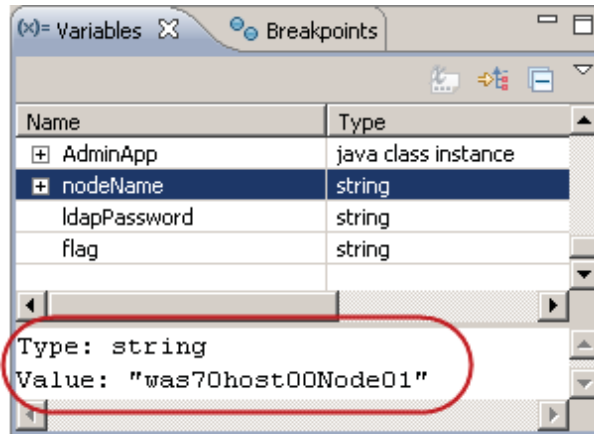 (x)= Variables Breakpoints
Name Type
AdminApp java class instance
nodeName string
ldapPassword string
flag string
Type: string
Value: "was70host00Node01"